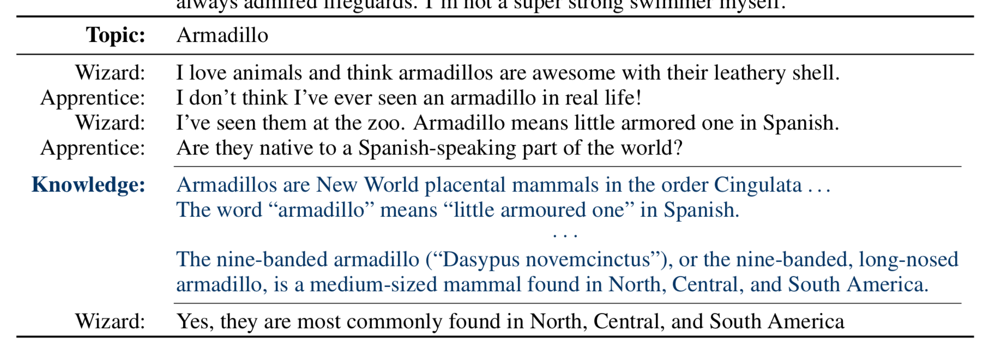 always admired lifeguards. I'm not a super strong swimmer myself.
Topic: Armadillo
Wizard: I love animals and think armadillos are awesome with their leathery shell.
Apprentice: I don’t think I’ve ever seen an armadillo in real life!
Wizard: I’ve seen them at the zoo. Armadillo means little armored one in Spanish.
Apprentice: Are they native to a Spanish-speaking part of the world?
Knowledge: Armadillos are New World placental mammals in the order Cingulata . . .
The word “armadillo” means “little armoured one” in Spanish.
. . .
The nine-banded armadillo (“Dasypus novemcinctus”), or the nine-banded, long-nosed
armadillo, is a medium-sized mammal found in North, Central, and South America.
Wizard: Yes, they are most commonly found in North, Central, and South America